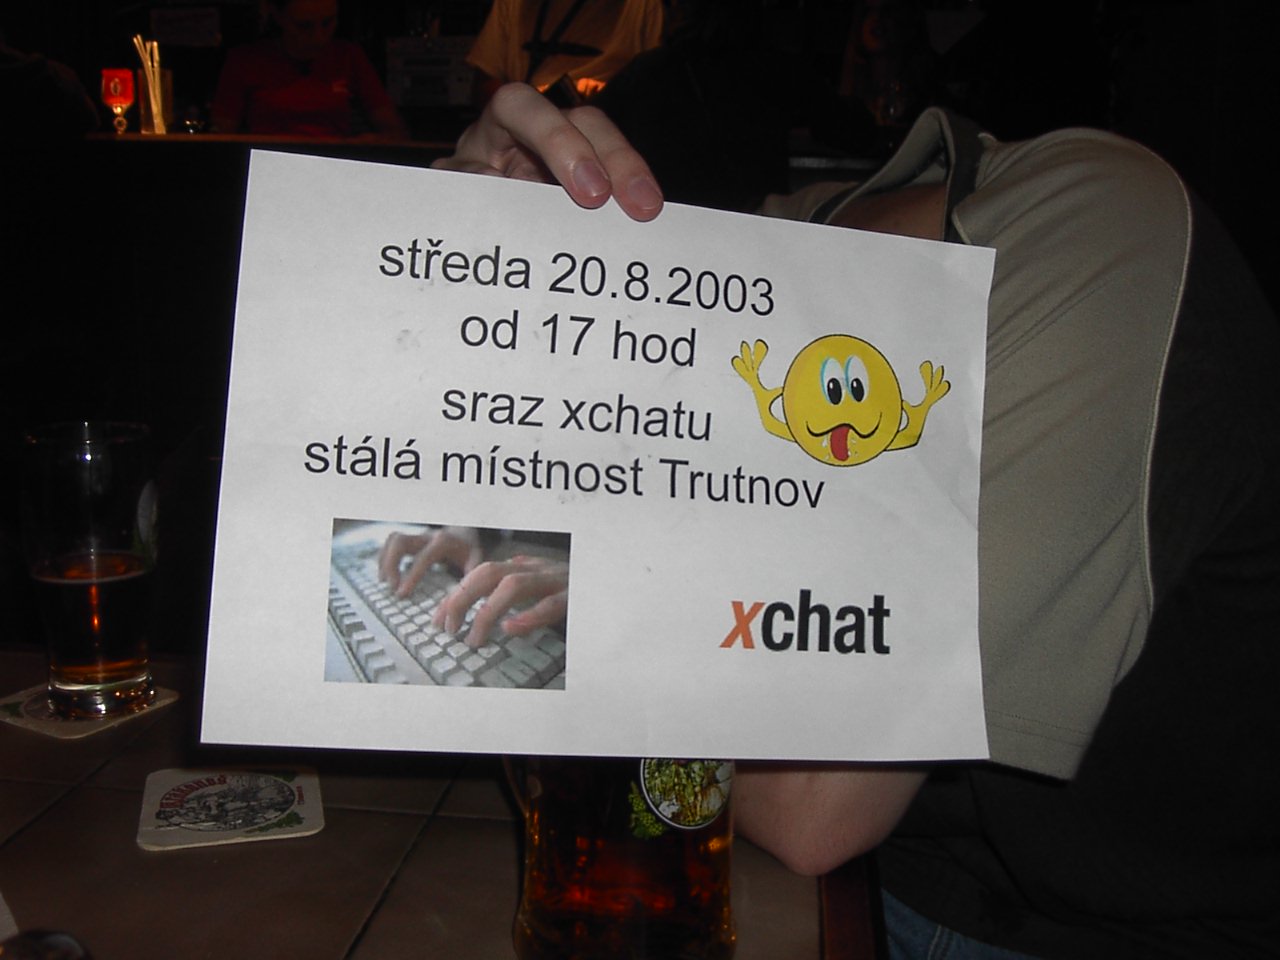 středa 20.8.2003
od 17 hod
sraz xchatu
stálá místnost Trutnov
xchat